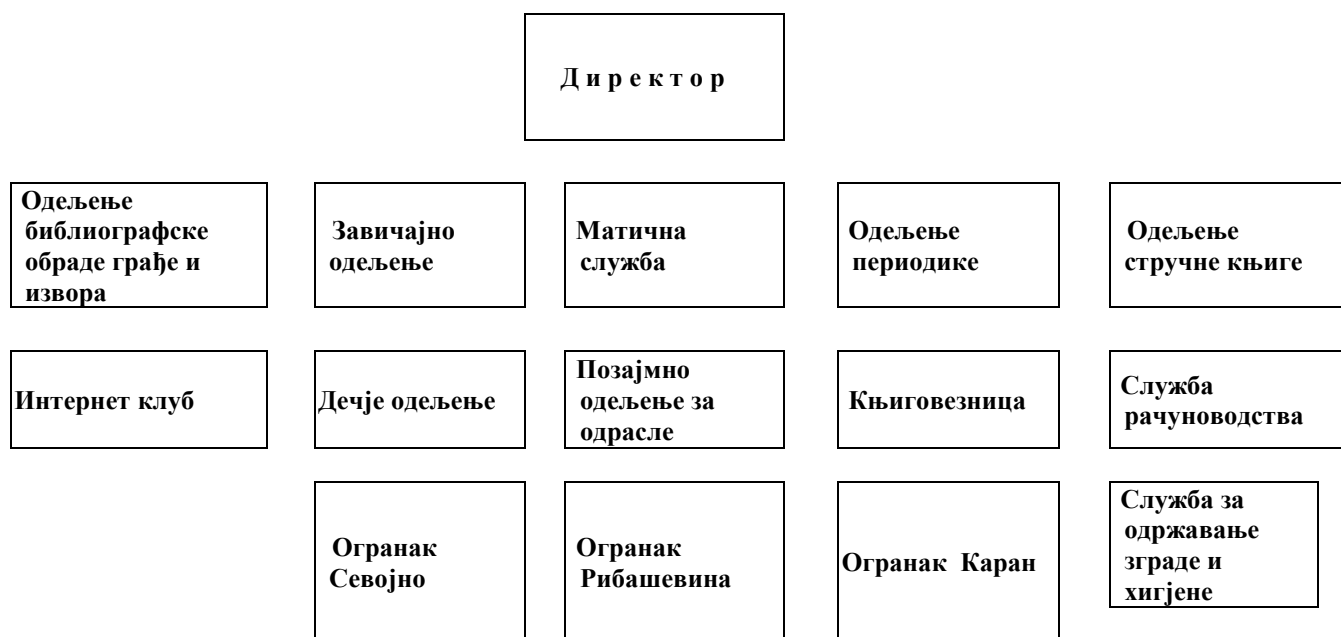 Д и р е к т о р
Одељење
библиографске
обраде грађе и
извора
Завичајно
одељење
Матична
служба
Одељење
периодике
Одељење
стручне књиге
Интернет клуб
Дечје одељење
Позајмно
одељење за
одрасле
Књиговезница
Служба
рачуноводства
Огранак
Севојно
Огранак
Рибашевина
Огранак Каран
Служба за
одржавање
зграде и
хигјене